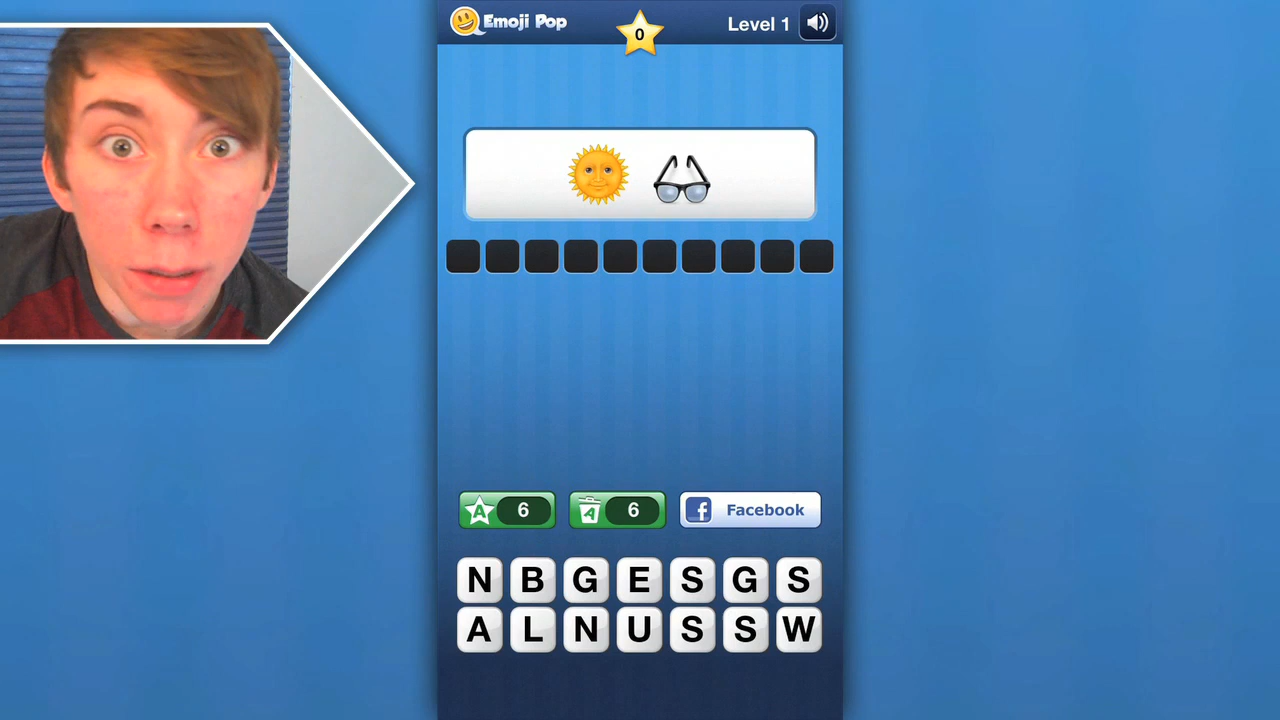 Emoji Pop
0
Level 1
A 6
A 6
f Facebook
N B G E S G S
A L N U S S W